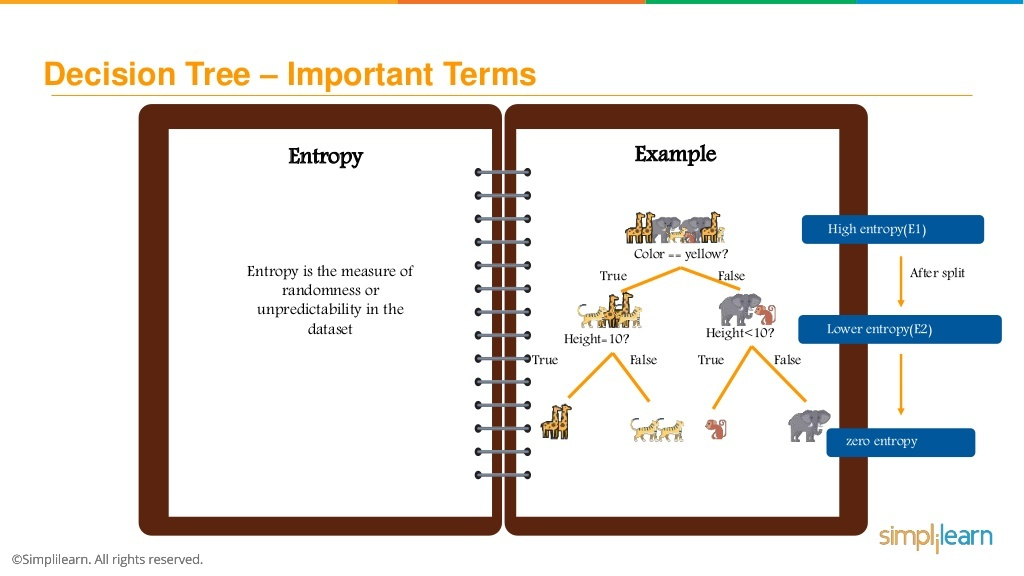 Decision Tree – Important Terms
Entropy
Entropy is the measure of
randomness or
unpredictability in the
dataset
Example
Color == yellow?
True
False
Height=10?
Height<10?
True
False
True
False
High entropy(E1)
After split
Lower entropy(E2)
zero entropy
simplilearn
©Simplilearn. All rights reserved.